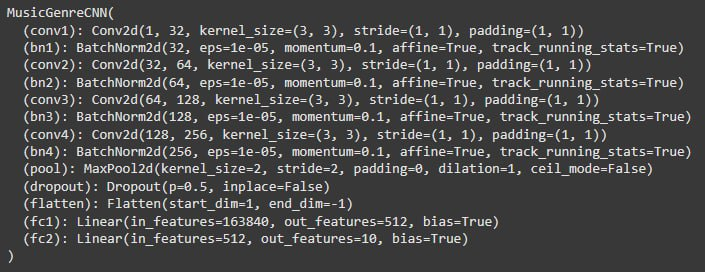 MusicGenreCNN(
  (conv1): Conv2d(1, 32, kernel_size=(3, 3), stride=(1, 1), padding=(1, 1))
  (bn1): BatchNorm2d(32, eps=1e-05, momentum=0.1, affine=True, track_running_stats=True)
  (conv2): Conv2d(32, 64, kernel_size=(3, 3), stride=(1, 1), padding=(1, 1))
  (bn2): BatchNorm2d(64, eps=1e-05, momentum=0.1, affine=True, track_running_stats=True)
  (conv3): Conv2d(64, 128, kernel_size=(3, 3), stride=(1, 1), padding=(1, 1))
  (bn3): BatchNorm2d(128, eps=1e-05, momentum=0.1, affine=True, track_running_stats=True)
  (conv4): Conv2d(128, 256, kernel_size=(3, 3), stride=(1, 1), padding=(1, 1))
  (bn4): BatchNorm2d(256, eps=1e-05, momentum=0.1, affine=True, track_running_stats=True)
  (pool): MaxPool2d(kernel_size=2, stride=2, padding=0, dilation=1, ceil_mode=False)
  (dropout): Dropout(p=0.5, inplace=False)
  (flatten): Flatten(start_dim=1, end_dim=-1)
  (fc1): Linear(in_features=163840, out_features=512, bias=True)
  (fc2): Linear(in_features=512, out_features=10, bias=True)
)